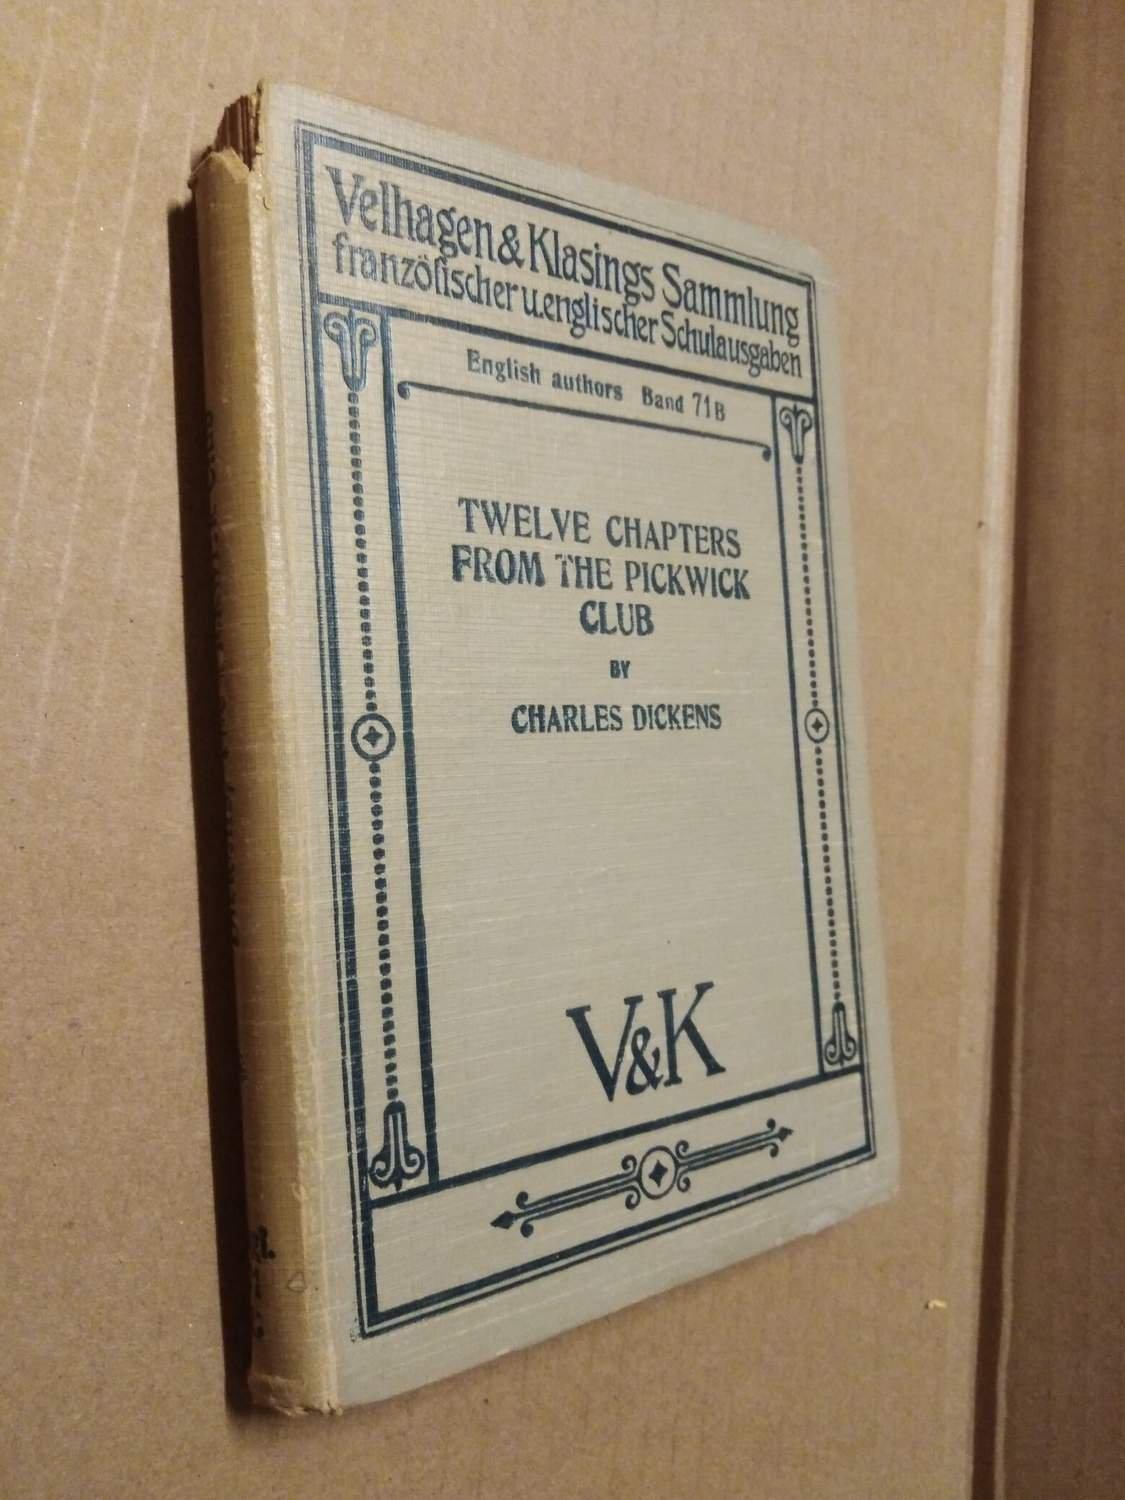 Velhagen & Klasings Sammlung
franzöſischer u. englischer Schulausgaben
English authors Band 71B
TWELVE CHAPTERS
FROM THE PICKWICK
CLUB
BY
CHARLES DICKENS
V&K